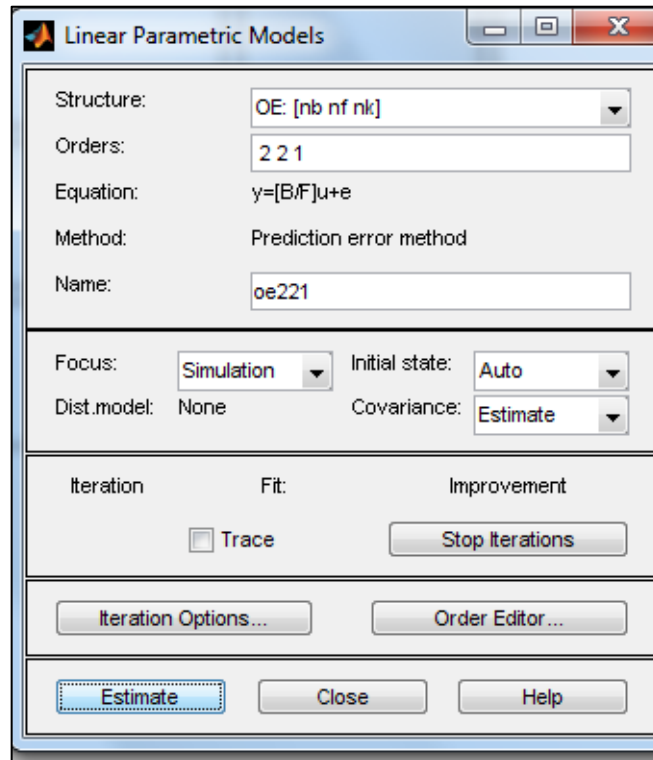 Linear Parametric Models
Structure: OE: [nb nf nk]
Orders: 2 2 1
Equation: y=[B/F]u+e
Method: Prediction error method
Name: oe221
Focus: Simulation Initial state: Auto
Dist.model: None Covariance: Estimate
Iteration Fit: Improvement
Trace Stop Iterations
Iteration Options... Order Editor...
Estimate Close Help